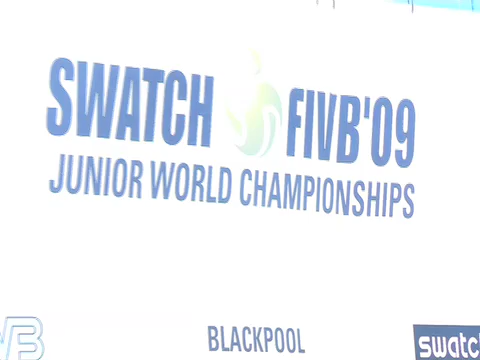 SWATCH FIVB'09
JUNIOR WORLD CHAMPIONSHIPS
BLACKPOOL
swatch